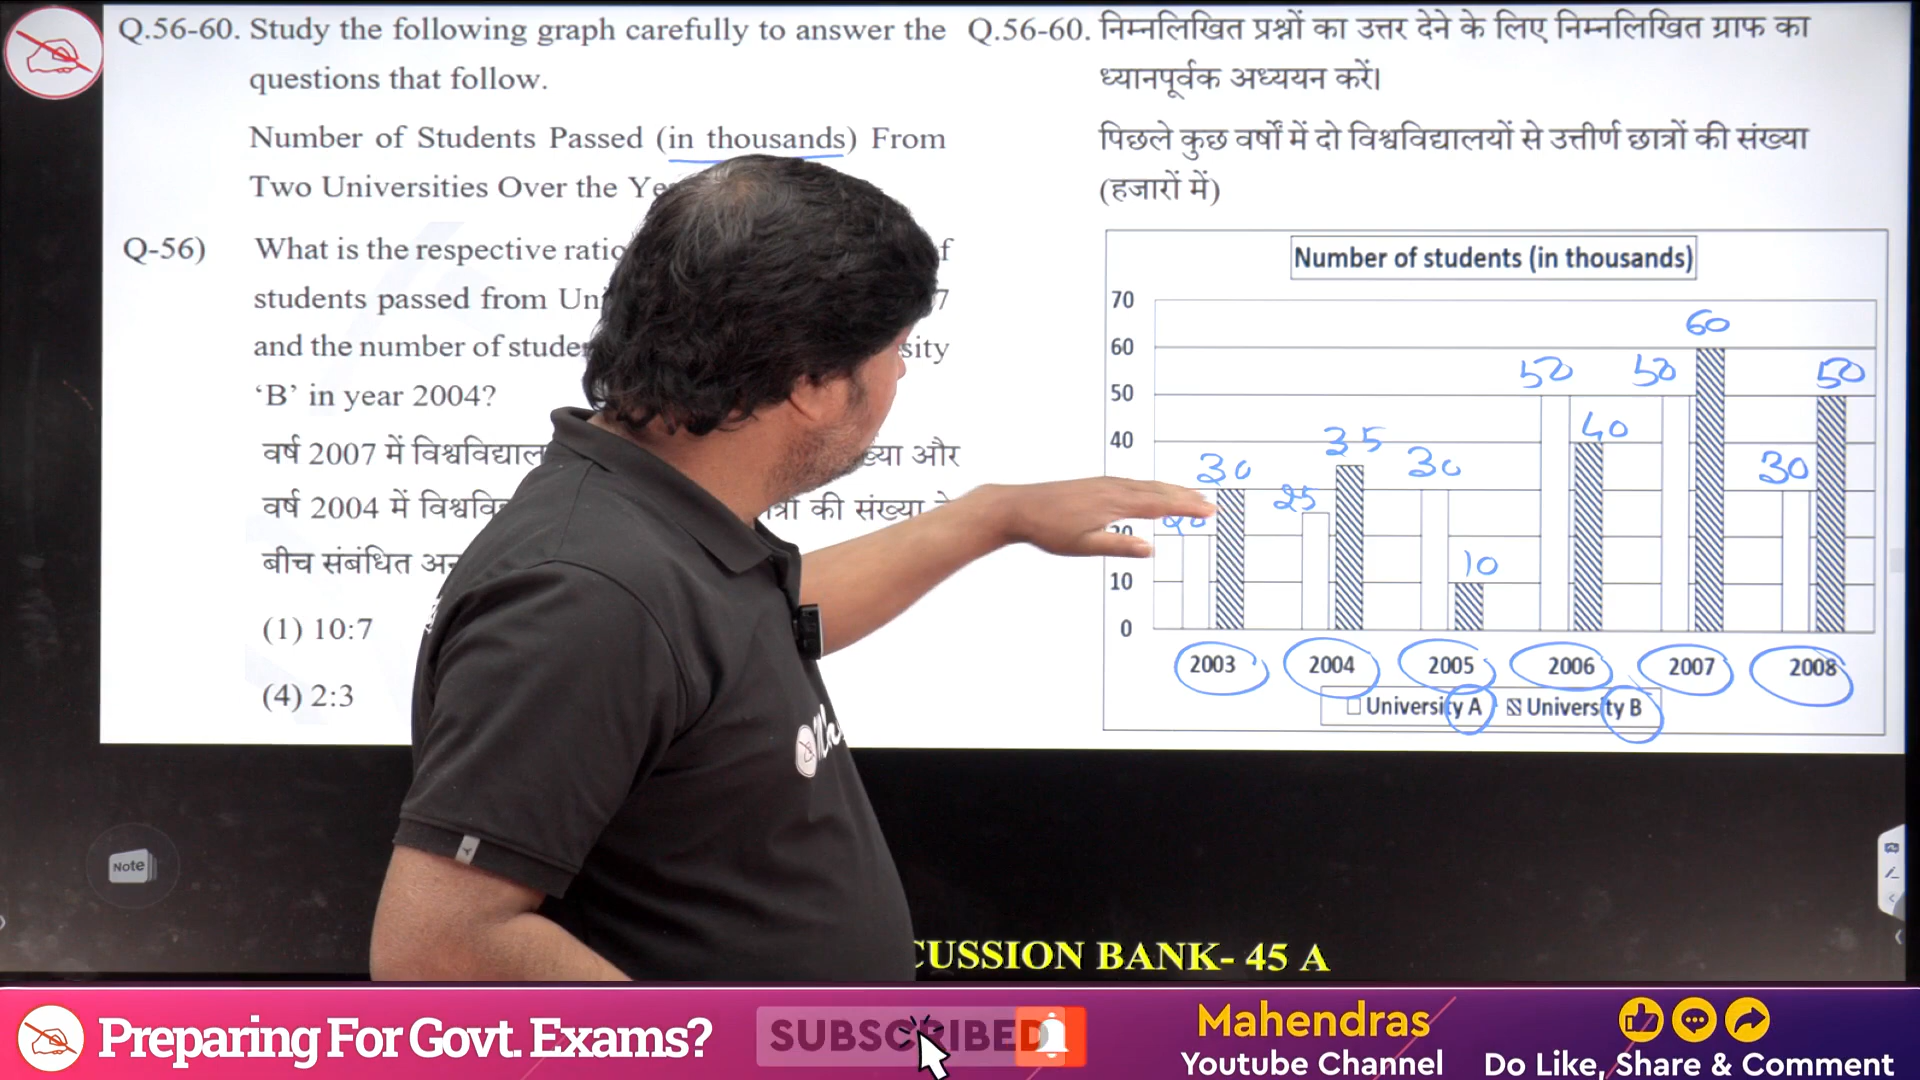 Q.56-60. Study the following graph carefully to answer the
questions that follow.
Number of Students Passed (in thousands) From
Two Universities Over the
Q-56) What is the respective ratio
students passed from 7
and the number of sity
‘B’ in year 2004?
वर्ष 2007 में और
वर्ष 2004 में की संख्या
बीच संबंधित
(1) 10:7
(4) 2:3
Q.56-60. निम्नलिखित प्रश्नों का उत्तर देने के लिए निम्नलिखित ग्राफ का
ध्यानपूर्वक अध्ययन करें।
पिछले कुछ वर्षों में दो विश्वविद्यालयों से उत्तीर्ण छात्रों की संख्या
(हजारों में)
Number of students (in thousands)
70
60
50
40
10
0
60
50 50 50
40
35
30 30 30
25
20
10
2003 2004 2005 2006 2007 2008
University A University B
Note
CUSSION BANK- 45 A
Preparing For Govt. Exams?
SUBSCRIBED
Mahendras
Youtube Channel
Do Like, Share & Comment